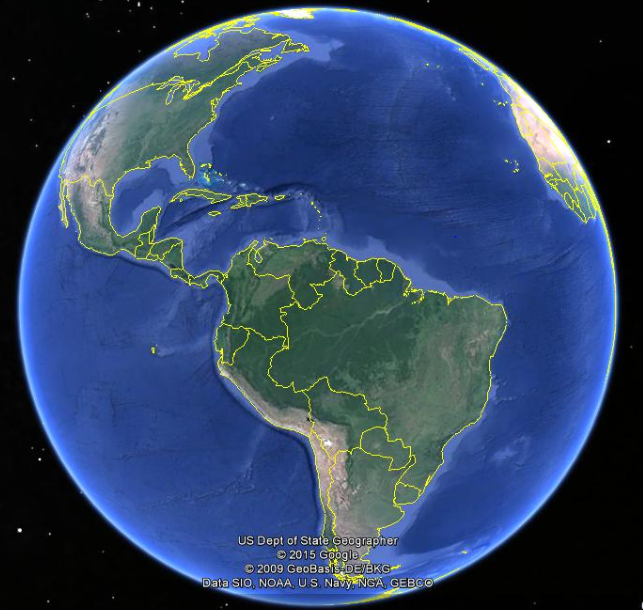 US Dept of State Geographer
© 2015 Google
© 2009 GeoBasis-DE/BKG
Data SIO, NOAA, U.S. Navy, NGA, GEBCO